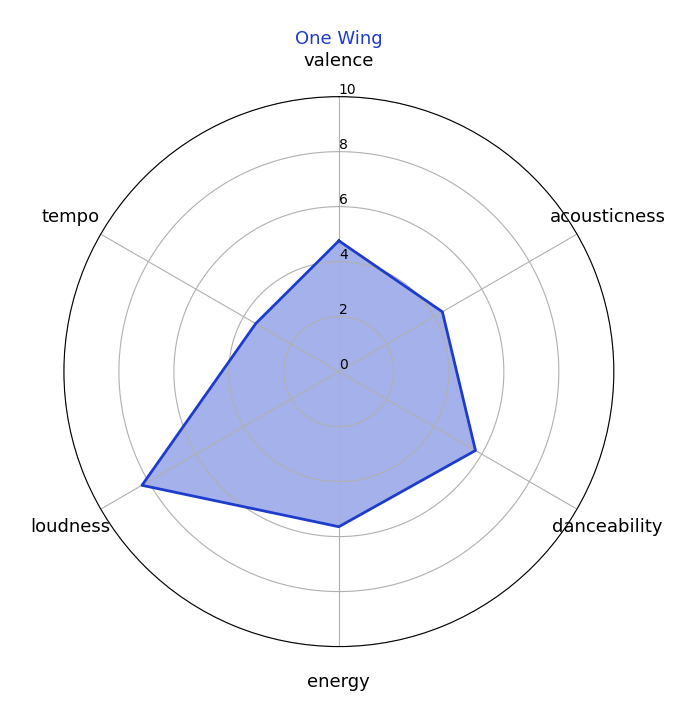 One Wing
valence
10
8
6
4
2
0
tempo
acousticness
loudness
danceability
energy